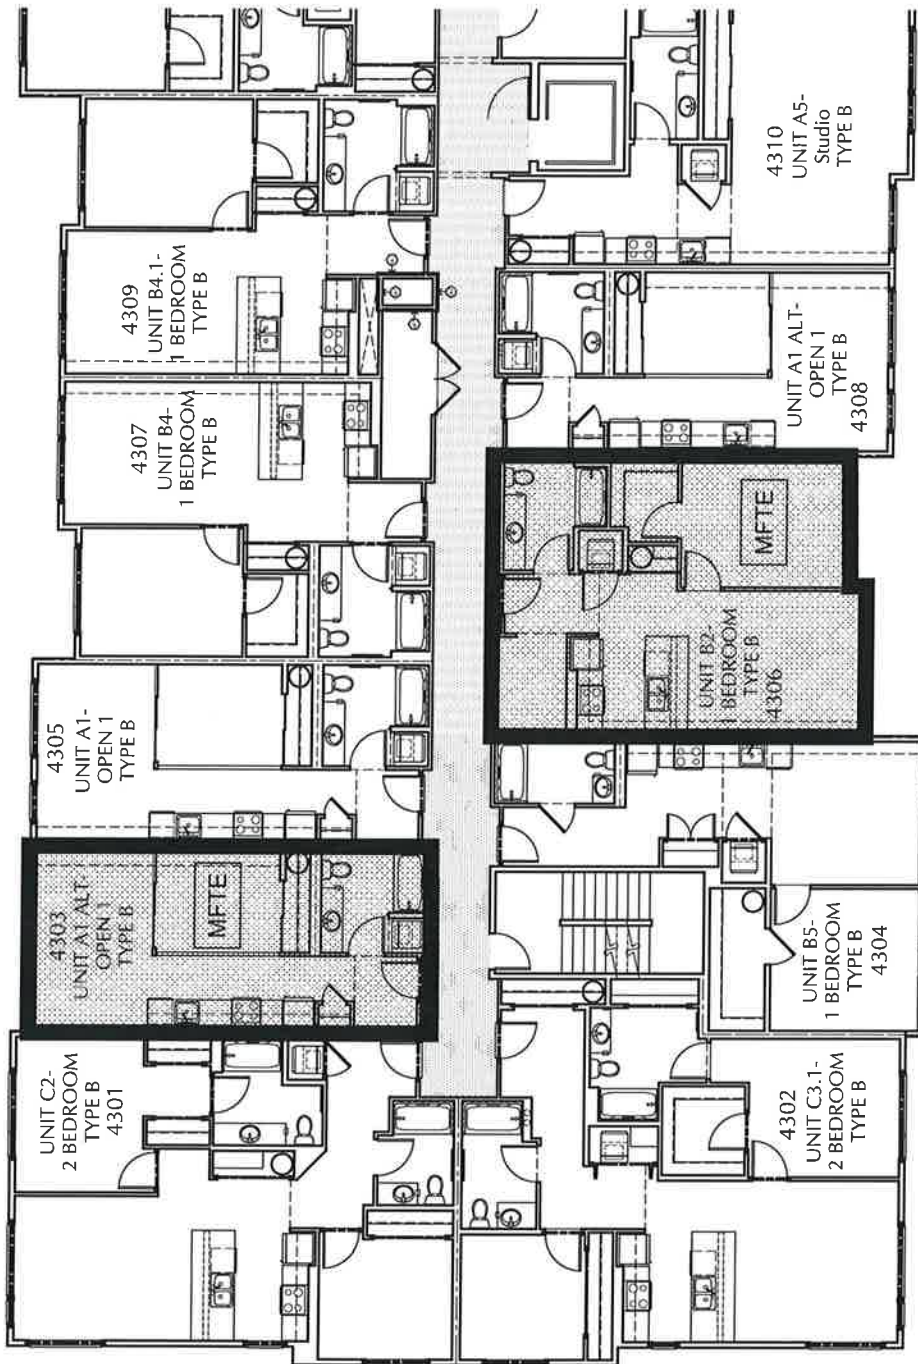 4309
UNIT B4.1-
1 BEDROOM
TYPE B
4307
UNIT B4-
1 BEDROOM
TYPE B
4305
UNIT A1-
OPEN 1
TYPE B
4303
UNIT A1 ALT-
OPEN 1
TYPE B
MFTE
UNIT C2-
2 BEDROOM
TYPE B
4301
4310
UNIT A5-
Studio
TYPE B
UNIT A1 ALT-
OPEN 1
TYPE B
4308
MFTE
UNIT B2-
1 BEDROOM
TYPE B
4306
UNIT B5-
1 BEDROOM
TYPE B
4304
4302
UNIT C3.1-
2 BEDROOM
TYPE B